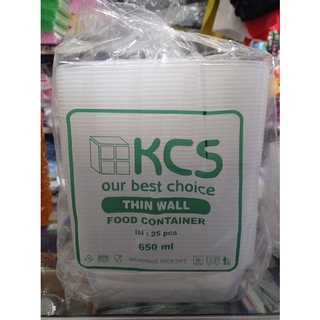 KCS
our best choice
THIN WALL
FOOD CONTAINER
Isi : 25 pcs
650 ml
MICROWAVE OVEN SAFE